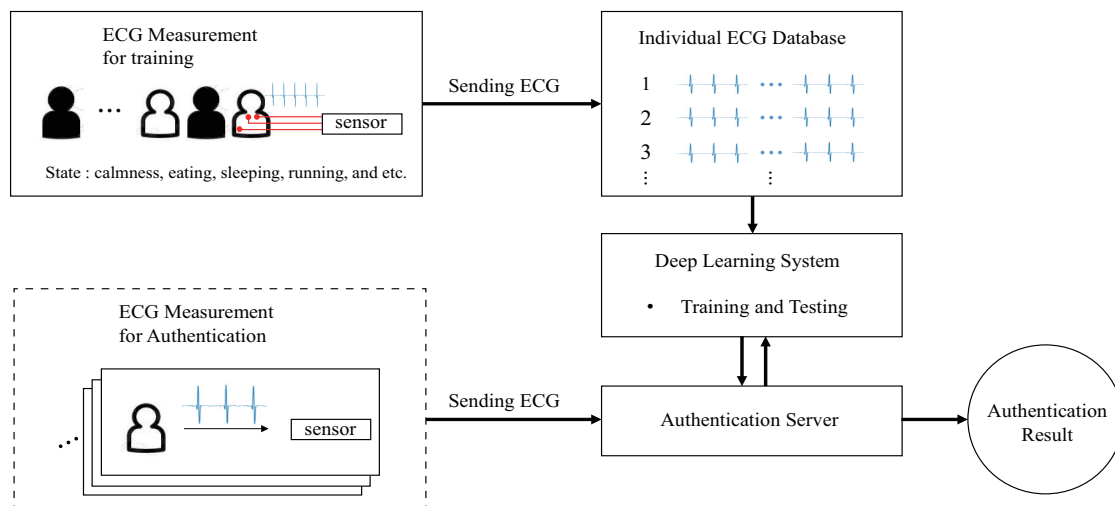 ECG Measurement
for training
...
sensor
State : calmness, eating, sleeping, running, and etc.
Sending ECG
Individual ECG Database
1 ...
2 ...
3 ...
⋮ ⋮
Deep Learning System
• Training and Testing
ECG Measurement
for Authentication
...
sensor
Sending ECG
Authentication Server
Authentication
Result